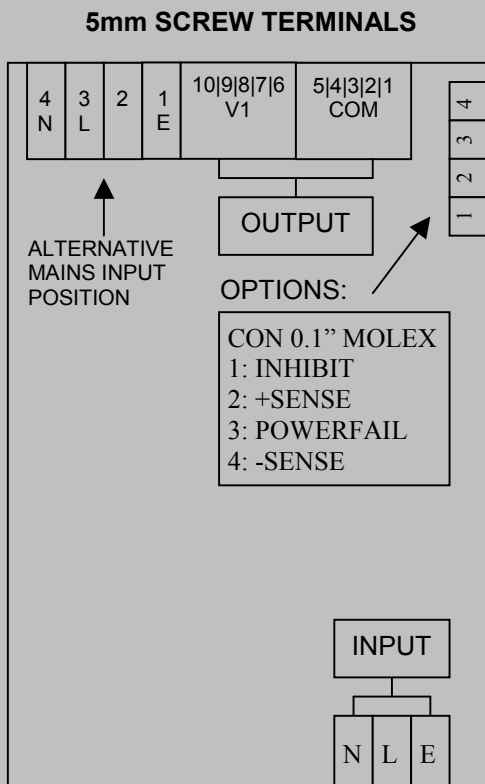 5mm SCREW TERMINALS
4 3 2 1 10|9|8|7|6 5|4|3|2|1
N L E V1 COM
4
3
2
1
OUTPUT
ALTERNATIVE
MAINS INPUT
POSITION
OPTIONS:
CON 0.1” MOLEX
1: INHIBIT
2: +SENSE
3: POWERFAIL
4: -SENSE
INPUT
N L E